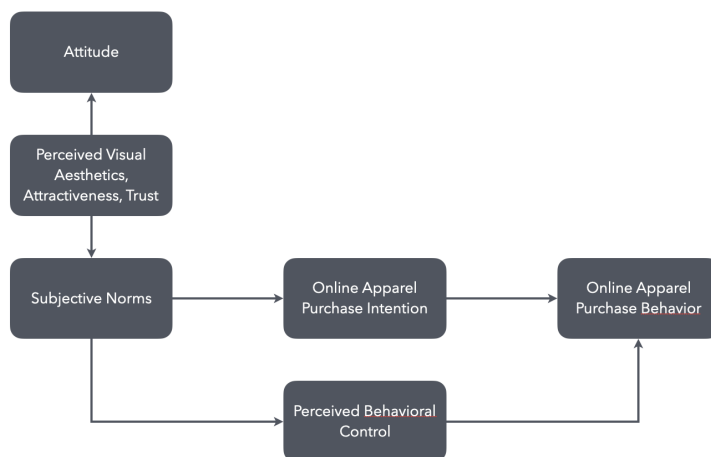 Attitude
Perceived Visual
Aesthetics,
Attractiveness, Trust
Subjective Norms
Online Apparel
Purchase Intention
Online Apparel
Purchase Behavior
Perceived Behavioral
Control